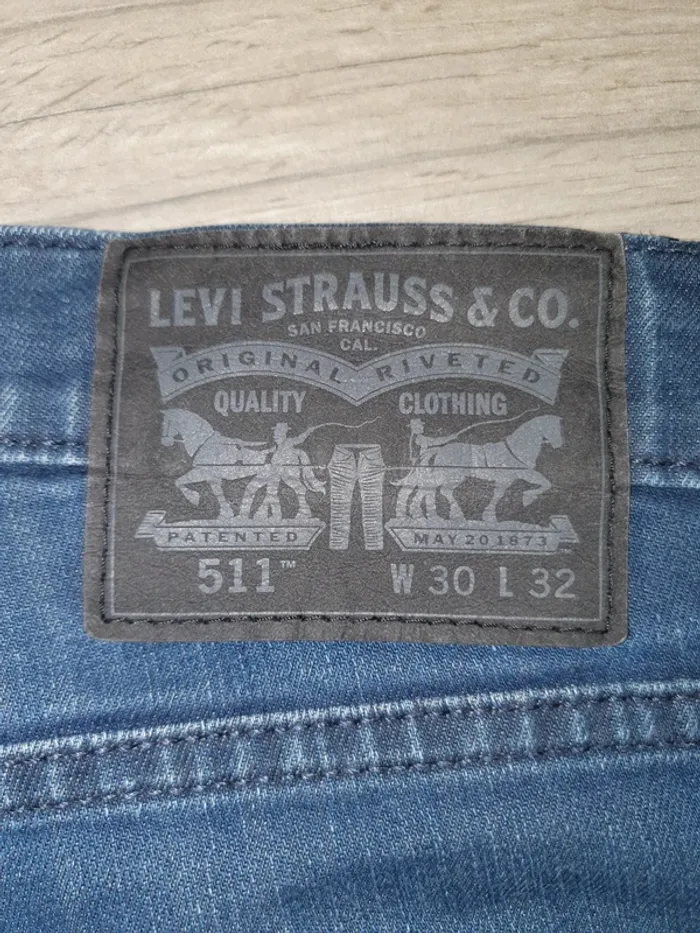 LEVI STRAUSS & CO.
SAN FRANCISCO
CAL.
ORIGINAL RIVETED
QUALITY CLOTHING
PATENTED MAY 20 1873
511™ W 30 L 32